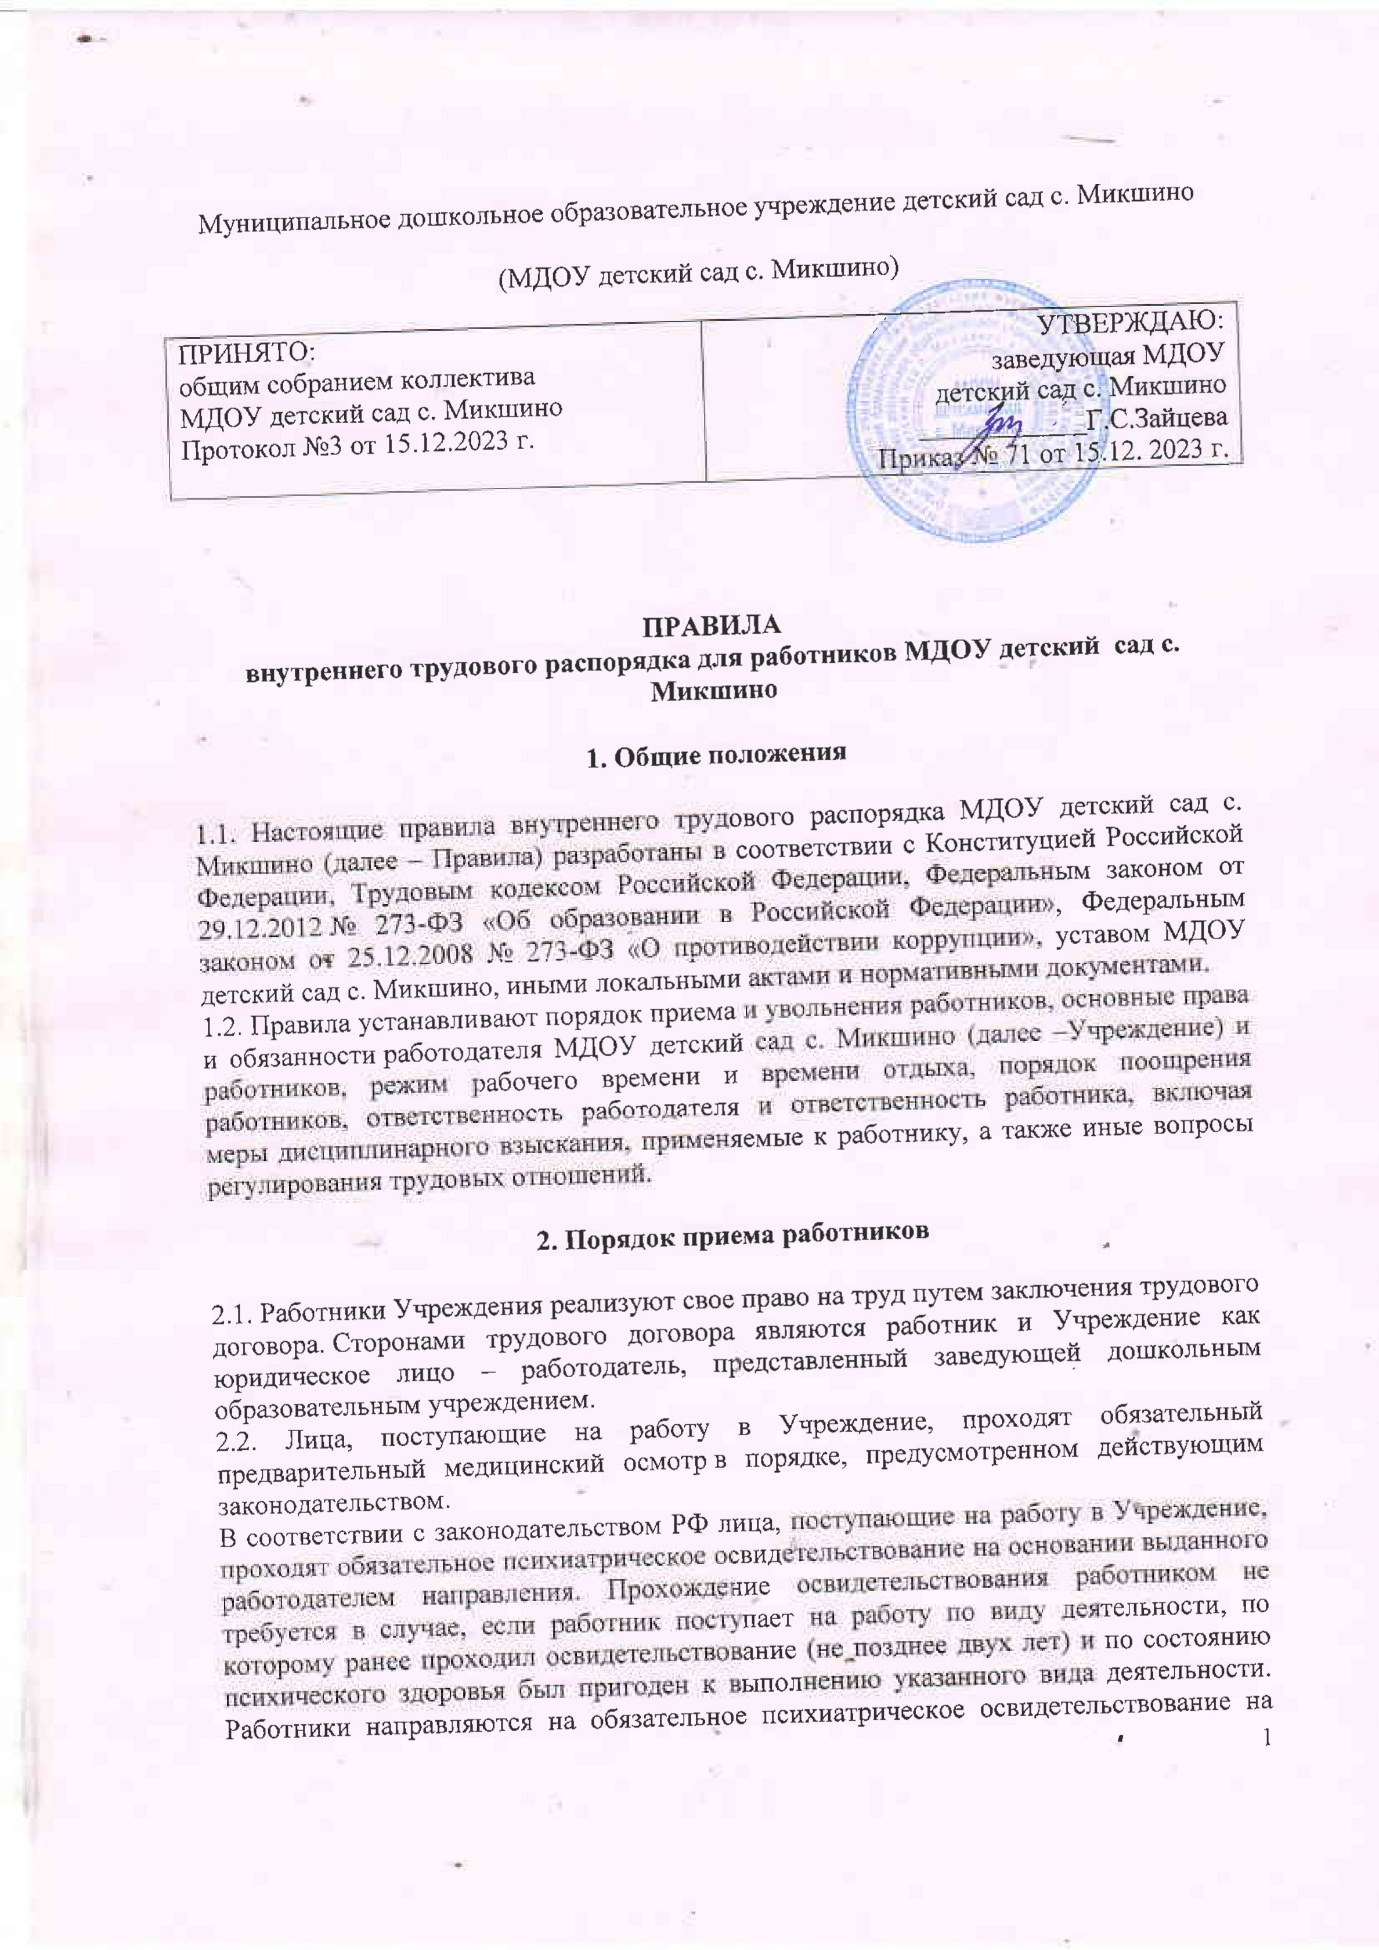 Муниципальное дошкольное образовательное учреждение детский сад с. Микшино
(МДОУ детский сад с. Микшино)
ПРИНЯТО:
общим собранием коллектива
МДОУ детский сад с. Микшино
Протокол №3 от 15.12.2023 г.
УТВЕРЖДАЮ:
заведующая МДОУ
детский сад с. Микшино
____________Г.С.Зайцева
Приказ № 71 от 15.12. 2023 г.
ПРАВИЛА
внутреннего трудового распорядка для работников МДОУ детский сад с.
Микшино
1. Общие положения
1.1. Настоящие правила внутреннего трудового распорядка МДОУ детский сад с.
Микшино (далее – Правила) разработаны в соответствии с Конституцией Российской
Федерации, Трудовым кодексом Российской Федерации, Федеральным законом от
29.12.2012 № 273-ФЗ «Об образовании в Российской Федерации», Федеральным
законом от 25.12.2008 № 273-ФЗ «О противодействии коррупции», уставом МДОУ
детский сад с. Микшино, иными локальными актами и нормативными документами.
1.2. Правила устанавливают порядок приема и увольнения работников, основные права
и обязанности работодателя МДОУ детский сад с. Микшино (далее –Учреждение) и
работников, режим рабочего времени и времени отдыха, порядок поощрения
работников, ответственность работодателя и ответственность работника, включая
меры дисциплинарного взыскания, применяемые к работнику, а также иные вопросы
регулирования трудовых отношений.
2. Порядок приема работников
2.1. Работники Учреждения реализуют свое право на труд путем заключения трудового
договора. Сторонами трудового договора являются работник и Учреждение как
юридическое лицо – работодатель, представленный заведующей дошкольным
образовательным учреждением.
2.2. Лица, поступающие на работу в Учреждение, проходят обязательный
предварительный медицинский осмотр в порядке, предусмотренном действующим
законодательством.
В соответствии с законодательством РФ лица, поступающие на работу в Учреждение,
проходят обязательное психиатрическое освидетельствование на основании выданного
работодателем направления. Прохождение освидетельствования работником не
требуется в случае, если работник поступает на работу по виду деятельности, по
которому ранее проходил освидетельствование (не позднее двух лет) и по состоянию
психического здоровья был пригоден к выполнению указанного вида деятельности.
Работники направляются на обязательное психиатрическое освидетельствование на
1